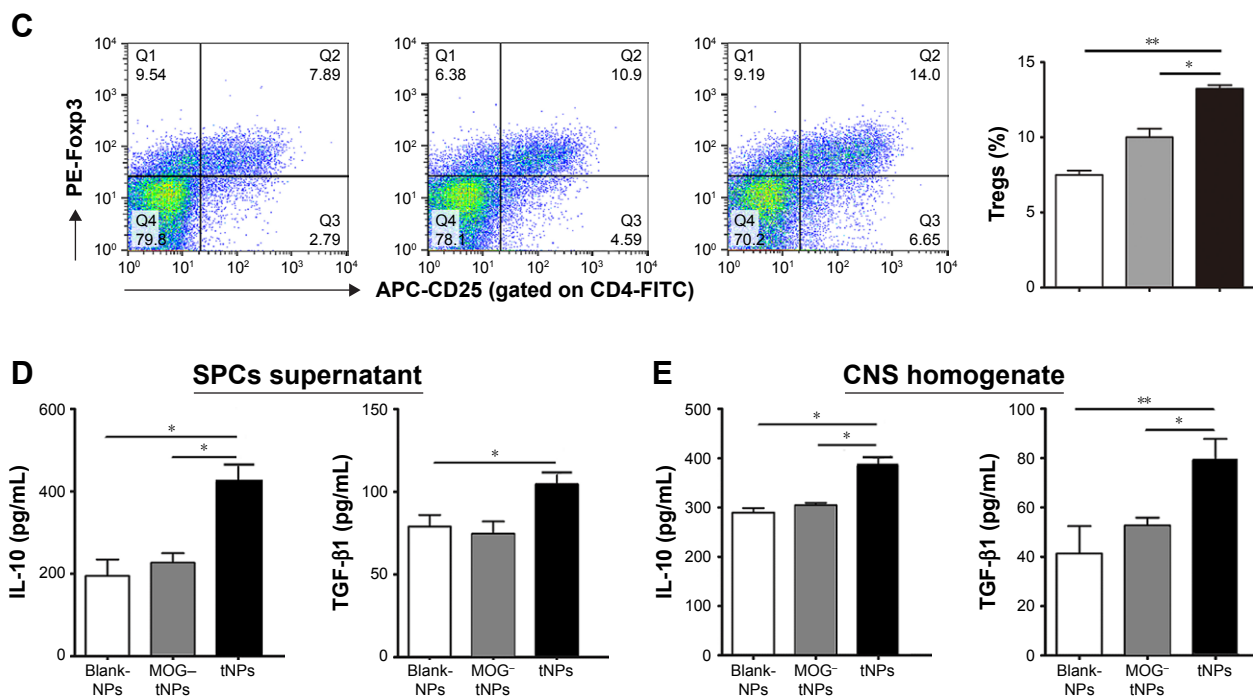 C
Q1
9.54
Q2
7.89
Q4
79.8
Q3
2.79
10⁴
10³
10²
10¹
10⁰
10⁰ 10¹ 10² 10³ 10⁴
PE-Foxp3
Q1
6.38
Q2
10.9
Q4
78.1
Q3
4.59
10⁴
10³
10²
10¹
10⁰
10⁰ 10¹ 10² 10³ 10⁴
Q1
9.19
Q2
14.0
Q4
70.2
Q3
6.65
10⁴
10³
10²
10¹
10⁰
10⁰ 10¹ 10² 10³ 10⁴
APC-CD25 (gated on CD4-FITC)
**
*
15
10
5
0
Tregs (%)
D
SPCs supernatant
600
400
200
0
IL-10 (pg/mL)
*
*
Blank-
NPs
MOG–
tNPs
tNPs
150
100
50
0
TGF-β1 (pg/mL)
*
Blank-
NPs
MOG⁻
tNPs
tNPs
E
CNS homogenate
500
400
300
200
100
0
IL-10 (pg/mL)
*
*
Blank-
NPs
MOG⁻
tNPs
tNPs
100
80
60
40
20
0
TGF-β1 (pg/mL)
**
*
Blank-
NPs
MOG⁻
tNPs
tNPs